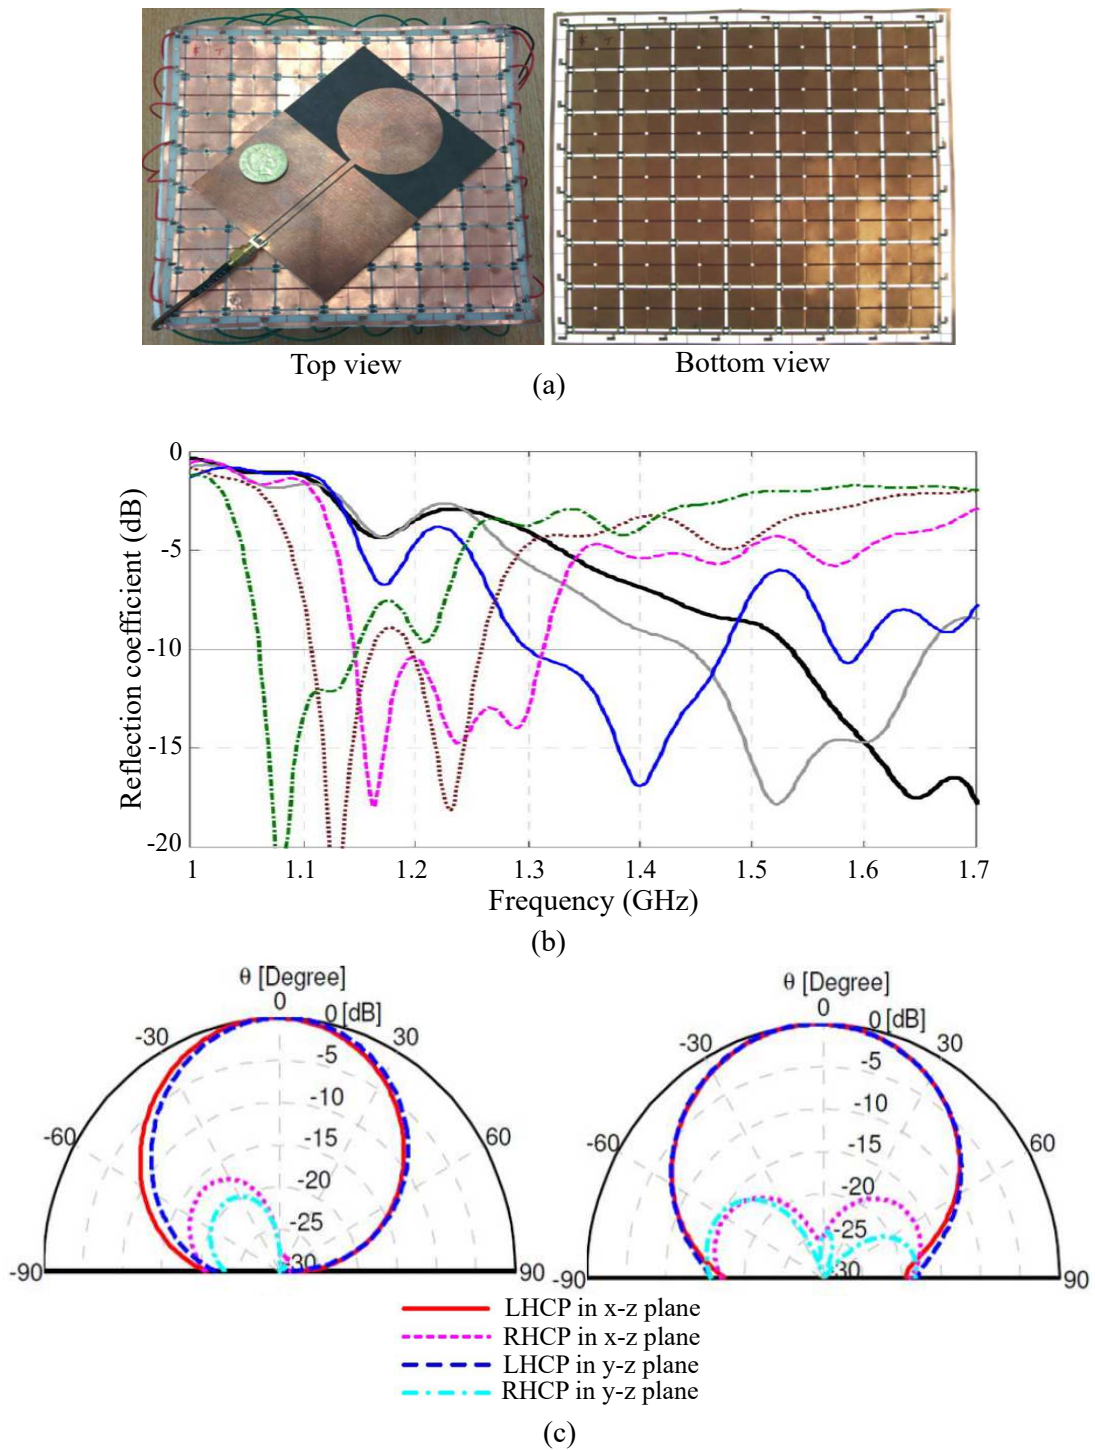 Top view
Bottom view
(a)
0
-5
-10
-15
-20
Reflection coefficient (dB)
1 1.1 1.2 1.3 1.4 1.5 1.6 1.7
Frequency (GHz)
(b)
θ [Degree]
0
0 [dB]
-30
30
-5
-10
-60
60
-15
-20
-25
-30
-90
90
θ [Degree]
0
0 [dB]
-30
30
-5
-10
-60
60
-15
-20
-25
-30
-90
90
LHCP in x-z plane
RHCP in x-z plane
LHCP in y-z plane
RHCP in y-z plane
(c)